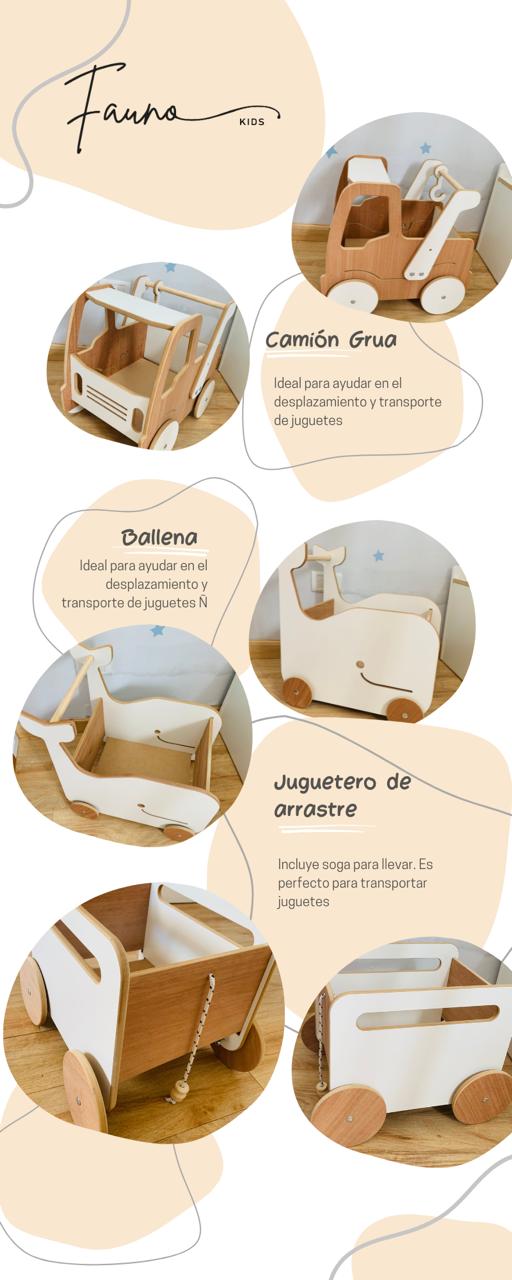 Fauno
KIDS
Camión Grua
Ideal para ayudar en el
desplazamiento y transporte
de juguetes
Ballena
Ideal para ayudar en el
desplazamiento y
transporte de juguetes Ñ
Juguetero de
arrastre
Incluye soga para llevar. Es
perfecto para transportar
juguetes